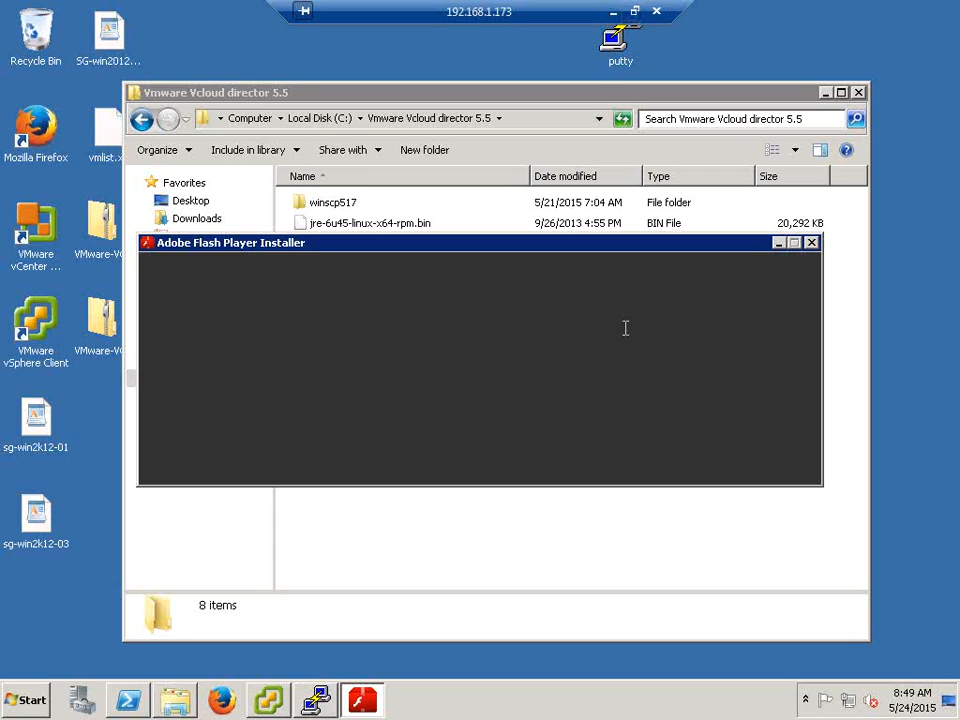 192.168.1.173
Recycle Bin
SG-win2012...
putty
Vmware Vcloud director 5.5
Computer
Local Disk (C:)
Vmware Vcloud director 5.5
Search Vmware Vcloud director 5.5
Mozilla Firefox
vmlist.x
Organize
Include in library
Share with
New folder
Favorites
Desktop
Downloads
Name
Date modified
Type
Size
winscp517
5/21/2015 7:04 AM
File folder
jre-6u45-linux-x64-rpm.bin
9/26/2013 4:55 PM
BIN File
20,292 KB
Adobe Flash Player Installer
VMware
vCenter ...
VMware-VC
VMware
vSphere Client
VMware-VC
sg-win2k12-01
sg-win2k12-03
8 items
Start
8:49 AM
5/24/2015